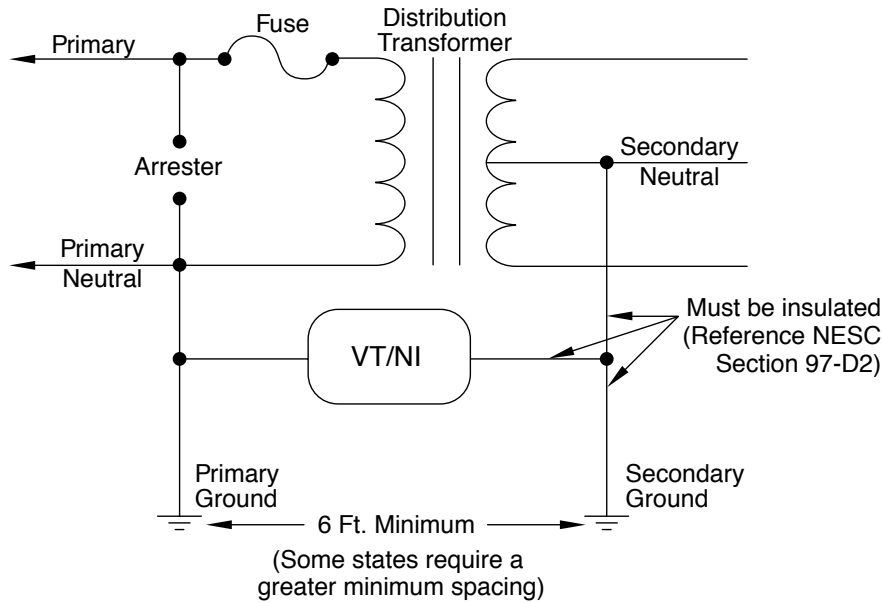 Primary
Fuse
Distribution
Transformer
Arrester
Secondary
Neutral
Primary
Neutral
VT/NI
Must be insulated
(Reference NESC
Section 97-D2)
Primary
Ground
Secondary
Ground
6 Ft. Minimum
(Some states require a
greater minimum spacing)